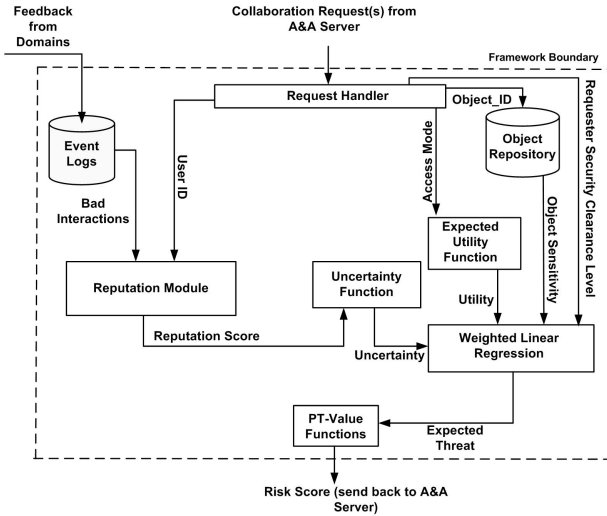 Feedback
from
Domains
Collaboration Request(s) from
A&A Server
Framework Boundary
Request Handler
Object_ID
Requester Security Clearance Level
Event
Logs
User ID
Access Mode
Object
Repository
Bad
Interactions
Expected
Utility
Function
Object Sensitivity
Reputation Module
Uncertainty
Function
Utility
Reputation Score
Uncertainty
Weighted Linear
Regression
PT-Value
Functions
Expected
Threat
Risk Score (send back to A&A
Server)